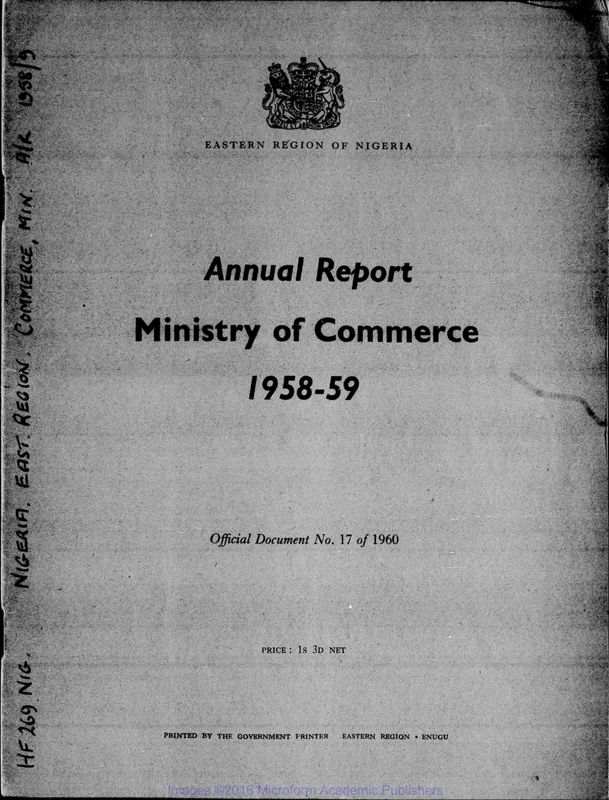 EASTERN REGION OF NIGERIA
Annual Report
Ministry of Commerce
1958-59
Official Document No. 17 of 1960
PRICE : 1S 3D NET
PRINTED BY THE GOVERNMENT PRINTER EASTERN REGION • ENUGU
HF 269 NIG. NIGERIA. EAST. REGION. COMMERCE, MIN. A/R 1958/9
Images ©2016 Microform Academic Publishers